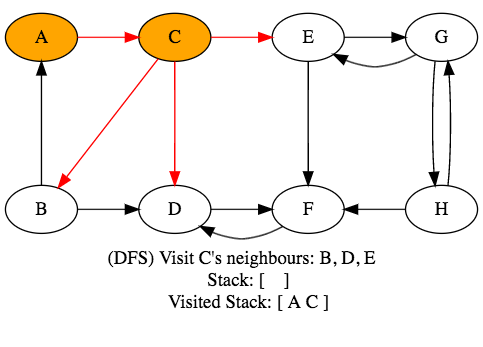 A C E G
B D F H
(DFS) Visit C's neighbours: B, D, E
Stack: [    ]
Visited Stack: [ A C ]